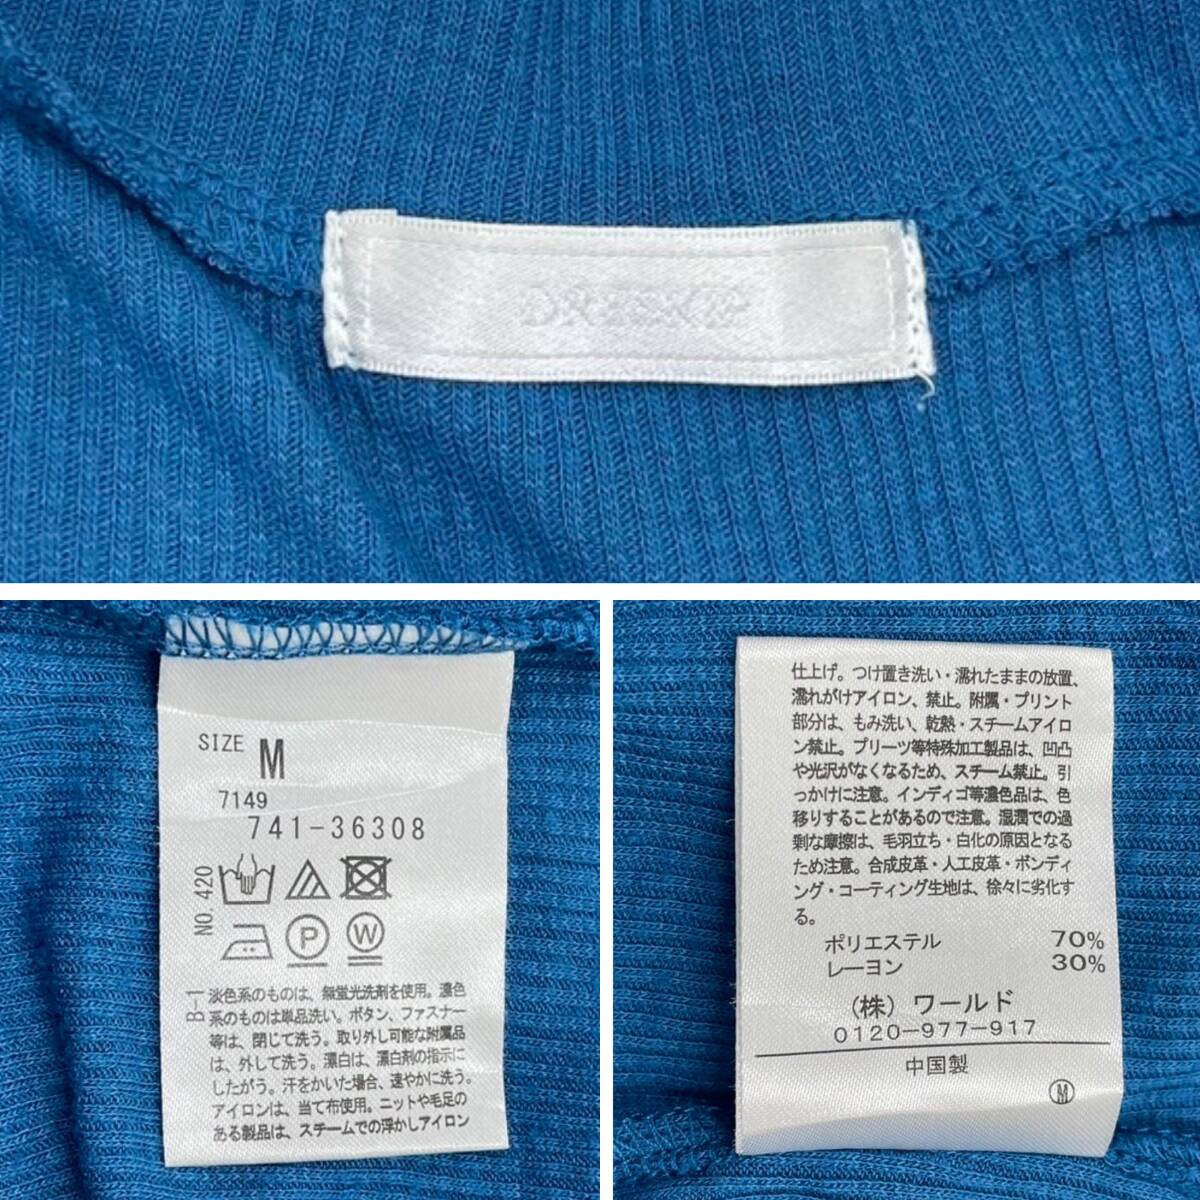 DRESKIP
SIZE M
7149
741-36308
NO. 420
P W
B-1
淡色系のものは、無蛍光洗剤を使用。濃色
系のものは単品洗い。ボタン、ファスナー
等は、閉じて洗う。取り外し可能な附属品
は、外して洗う。漂白は、漂白剤の指示に
したがう。汗をかいた場合、速やかに洗う。
アイロンは、当て布使用。ニットや毛足の
ある製品は、スチームでの浮かしアイロン
仕上げ。つけ置き洗い・濡れたままの放置、
濡れがけアイロン、禁止。附属・プリント
部分は、もみ洗い、乾熱・スチームアイロ
ン禁止。プリーツ等特殊加工製品は、凹凸
や光沢がなくなるため、スチーム禁止。引
っかけに注意。インディゴ等濃色品は、色
移りすることがあるので注意。湿潤での過
剰な摩擦は、毛羽立ち・白化の原因となる
ため注意。合成皮革・人工皮革・ボンディ
ング・コーティング生地は、徐々に劣化す
る。
ポリエステル 70%
レーヨン 30%
(株) ワールド
0120-977-917
中国製
M